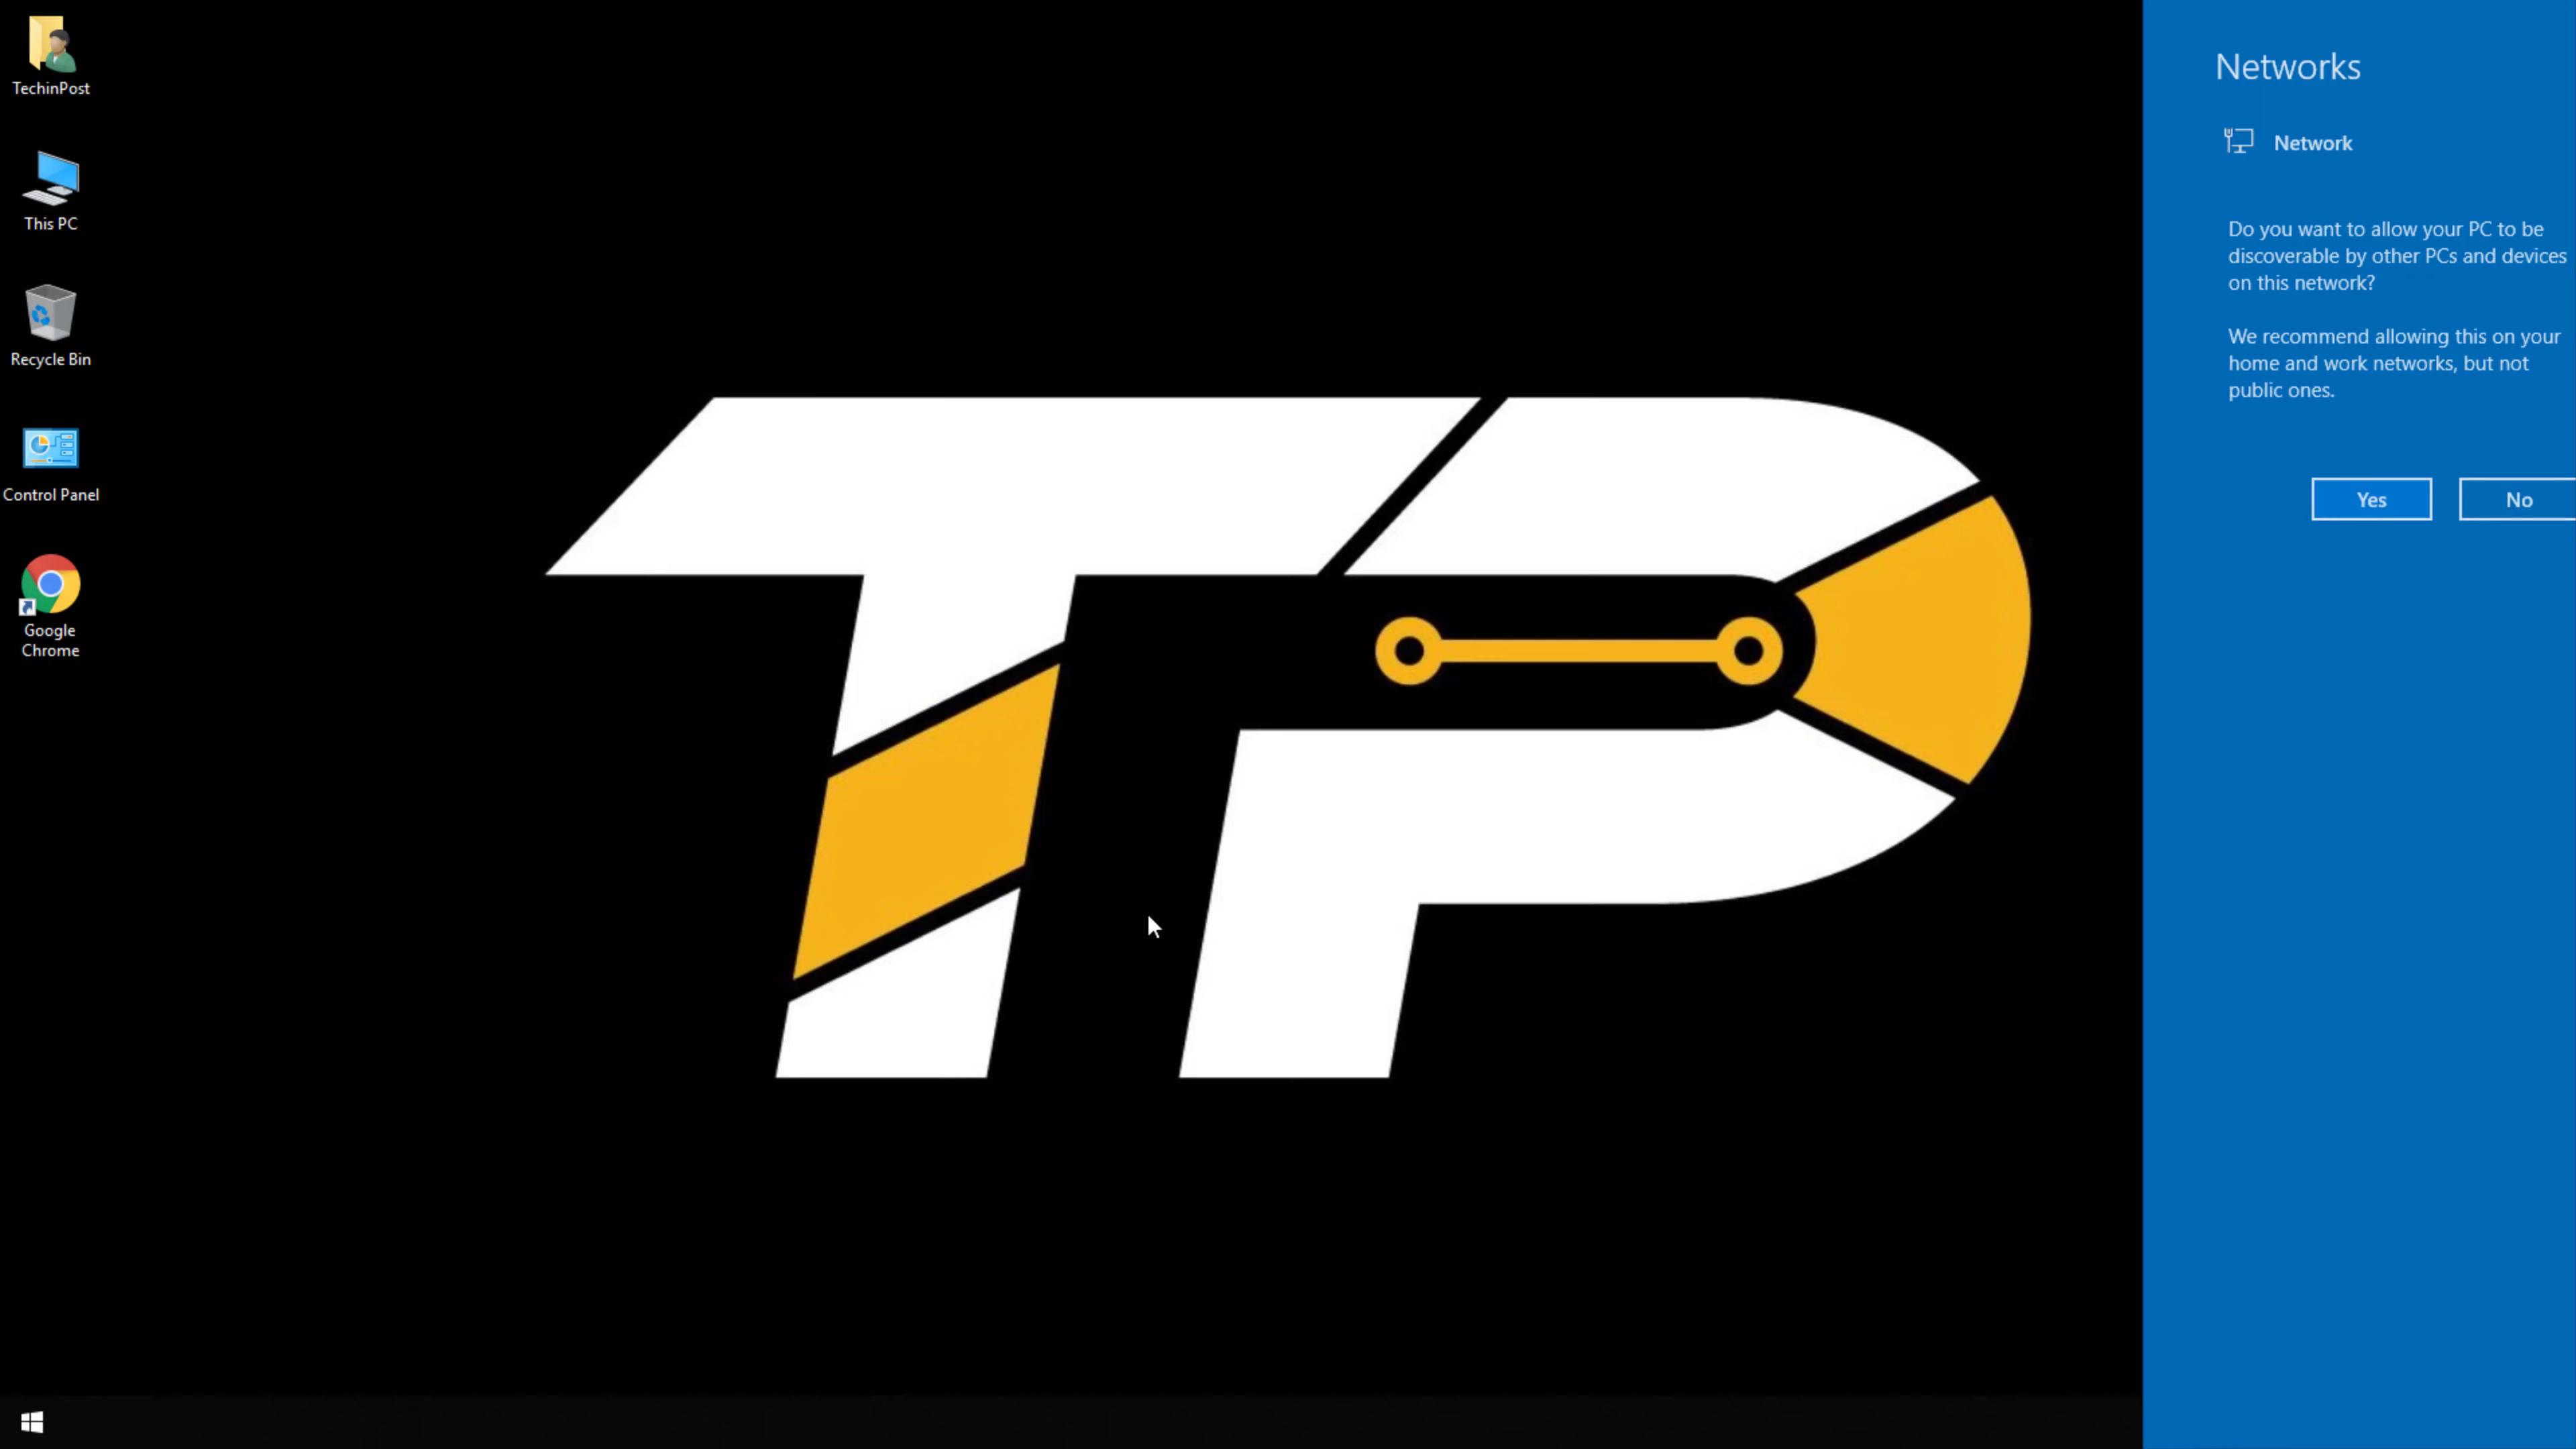 TechinPost
This PC
Recycle Bin
Control Panel
Google
Chrome
TP
Networks
Network
Do you want to allow your PC to be
discoverable by other PCs and devices
on this network?
We recommend allowing this on your
home and work networks, but not
public ones.
Yes
No